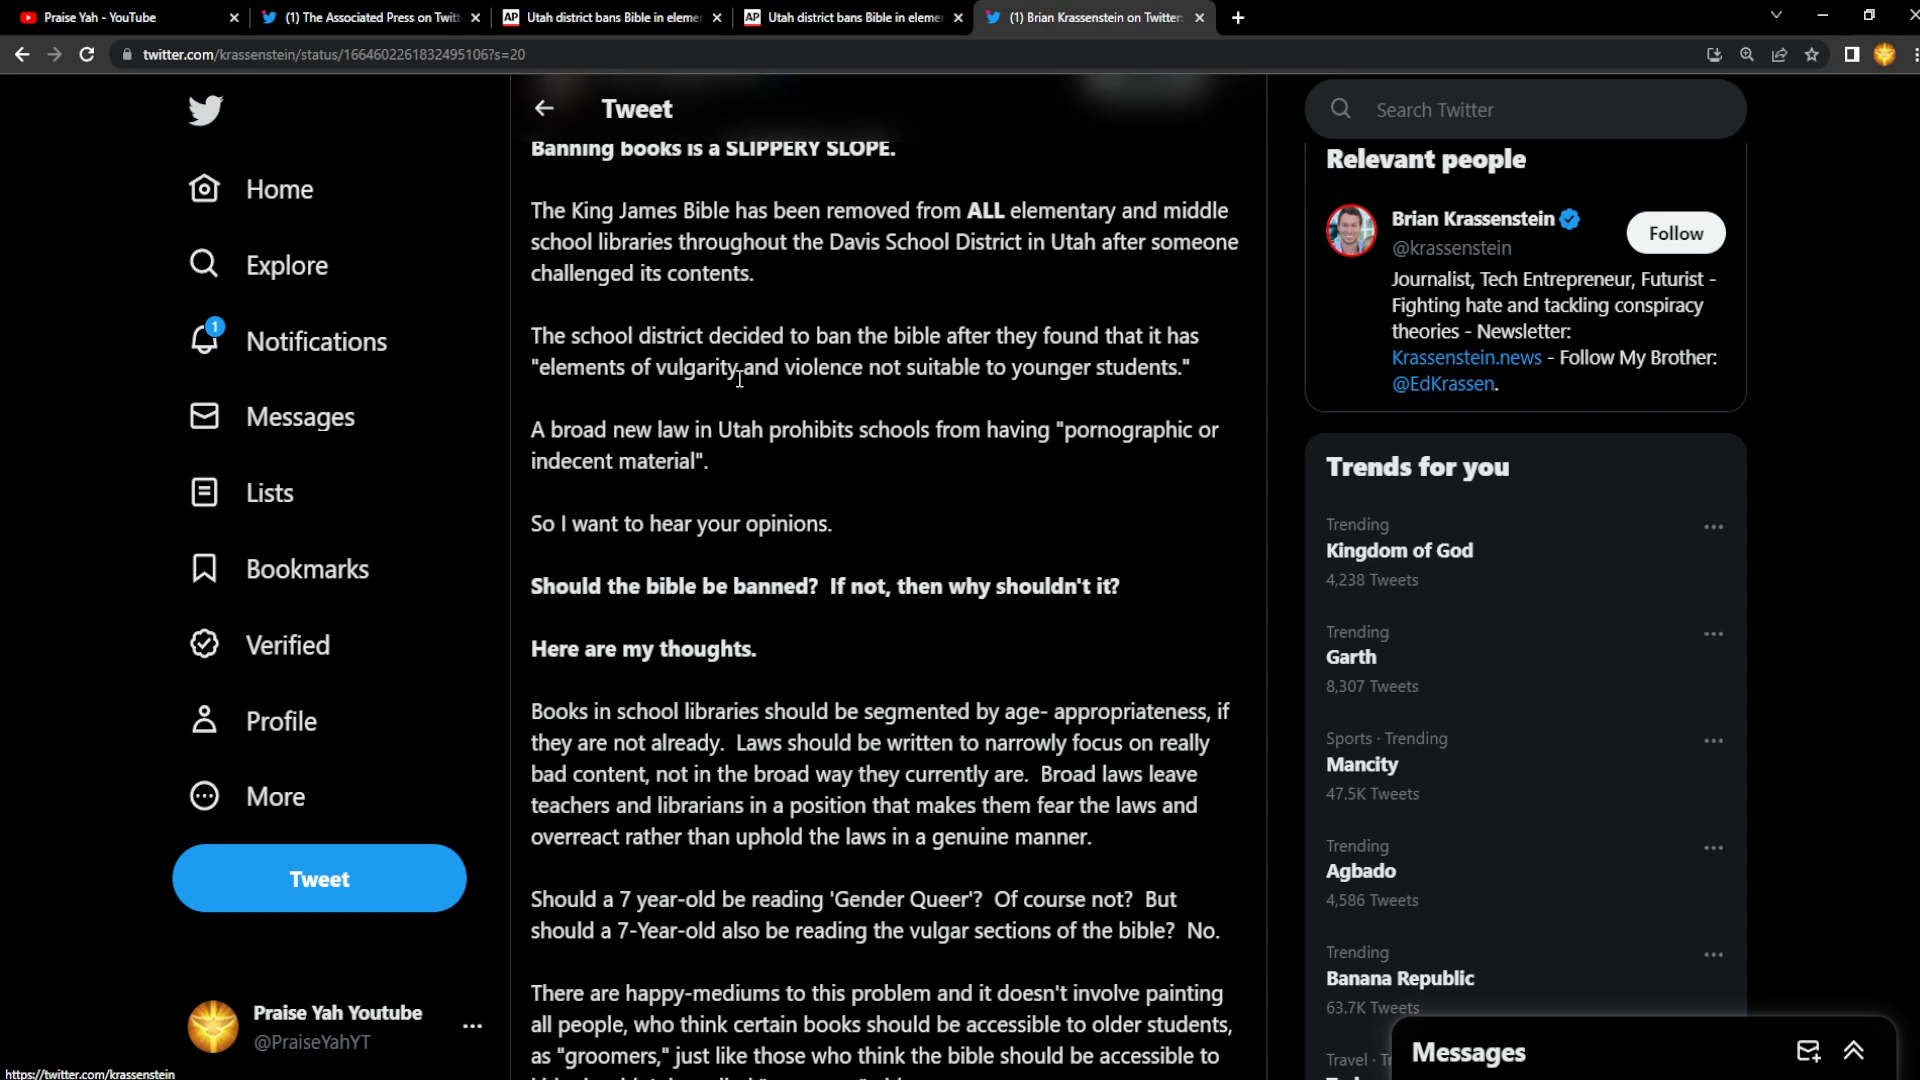 Praise Yah - YouTube
(1) The Associated Press on Twitt
Utah district bans Bible in eleme
Utah district bans Bible in eleme
(1) Brian Krassenstein on Twitter:
twitter.com/krassenstein/status/1664602261832495106?s=20
Home
Explore
1
Notifications
Messages
Lists
Bookmarks
Verified
Profile
More
Tweet
Praise Yah Youtube
@PraiseYahYT
https://twitter.com/krassenstein
Tweet
Banning books is a SLIPPERY SLOPE.
The King James Bible has been removed from ALL elementary and middle
school libraries throughout the Davis School District in Utah after someone
challenged its contents.
The school district decided to ban the bible after they found that it has
"elements of vulgarity and violence not suitable to younger students."
A broad new law in Utah prohibits schools from having "pornographic or
indecent material".
So I want to hear your opinions.
Should the bible be banned? If not, then why shouldn't it?
Here are my thoughts.
Books in school libraries should be segmented by age- appropriateness, if
they are not already. Laws should be written to narrowly focus on really
bad content, not in the broad way they currently are. Broad laws leave
teachers and librarians in a position that makes them fear the laws and
overreact rather than uphold the laws in a genuine manner.
Should a 7 year-old be reading 'Gender Queer'? Of course not? But
should a 7-Year-old also be reading the vulgar sections of the bible? No.
There are happy-mediums to this problem and it doesn't involve painting
all people, who think certain books should be accessible to older students,
as "groomers," just like those who think the bible should be accessible to
Search Twitter
Relevant people
Brian Krassenstein
@krassenstein
Follow
Journalist, Tech Entrepreneur, Futurist -
Fighting hate and tackling conspiracy
theories - Newsletter:
Krassenstein.news - Follow My Brother:
@EdKrassen.
Trends for you
Trending
Kingdom of God
4,238 Tweets
Trending
Garth
8,307 Tweets
Sports · Trending
Mancity
47.5K Tweets
Trending
Agbado
4,586 Tweets
Trending
Banana Republic
63.7K Tweets
Travel
Messages